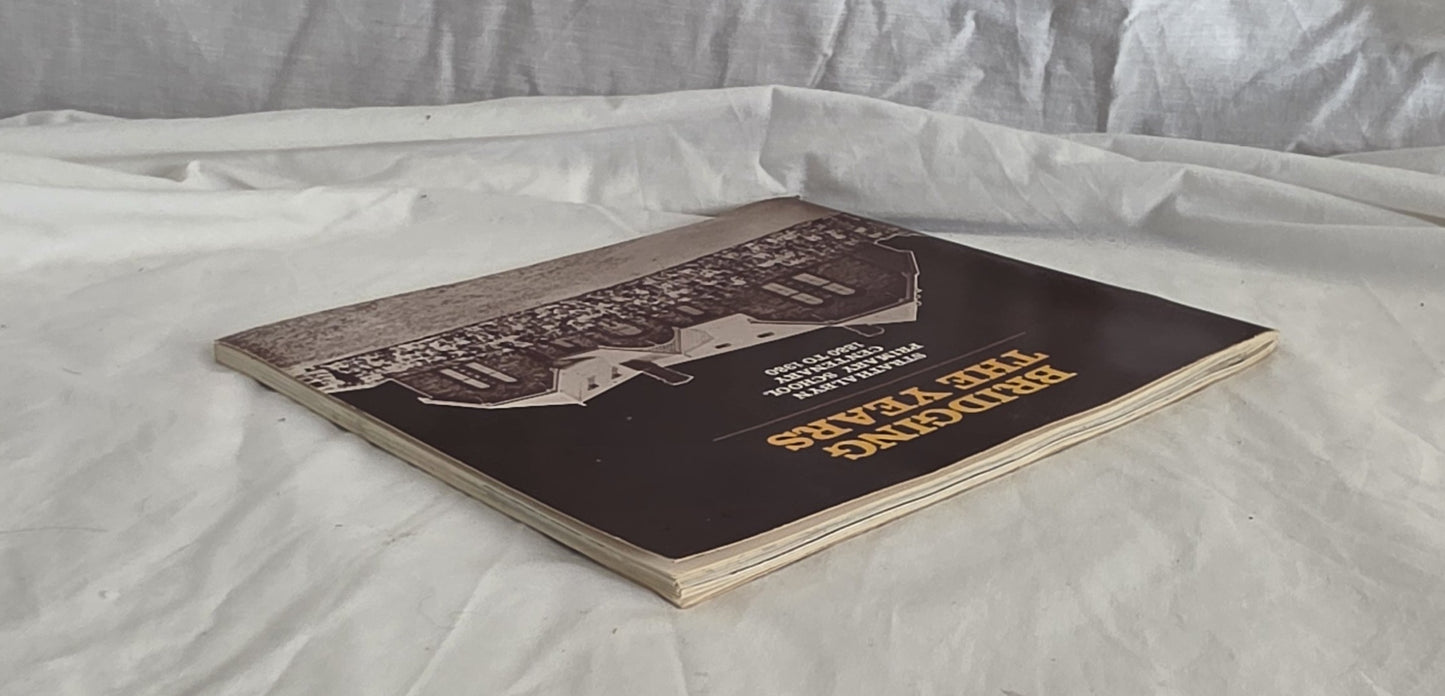 BRIDGING
THE YEARS
STRATHALBYN
PRIMARY SCHOOL
CENTENARY
1880 TO 1980